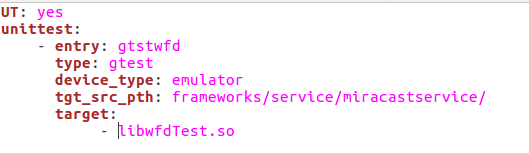 UT: yes
unittest:
    - entry: gtstwfd
      type: gtest
      device_type: emulator
      tgt_src_pth: frameworks/service/miracastservice/
      target:
           - libwfdTest.so